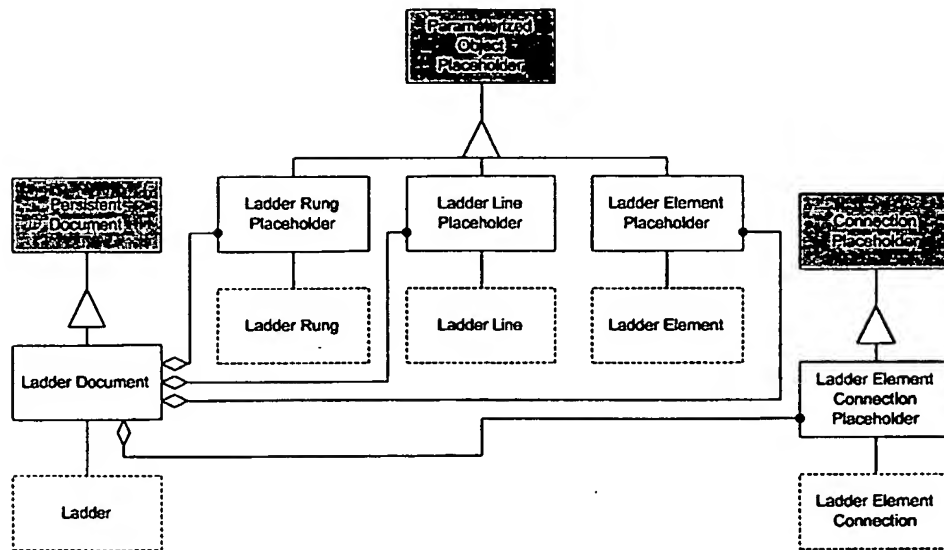 Parameterized
Object
Placeholder
Persistent
Document
Ladder Rung
Placeholder
Ladder Line
Placeholder
Ladder Element
Placeholder
Connection
Placeholder
Ladder Rung
Ladder Line
Ladder Element
Ladder Document
Ladder Element
Connection
Placeholder
Ladder
Ladder Element
Connection